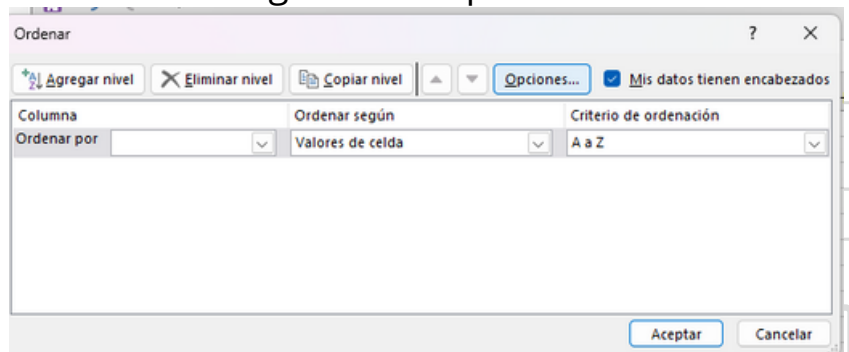 Ordenar ? ×
Agregar nivel Eliminar nivel Copiar nivel Opciones... Mis datos tienen encabezados
Columna Ordenar según Criterio de ordenación
Ordenar por Valores de celda A a Z
Aceptar Cancelar